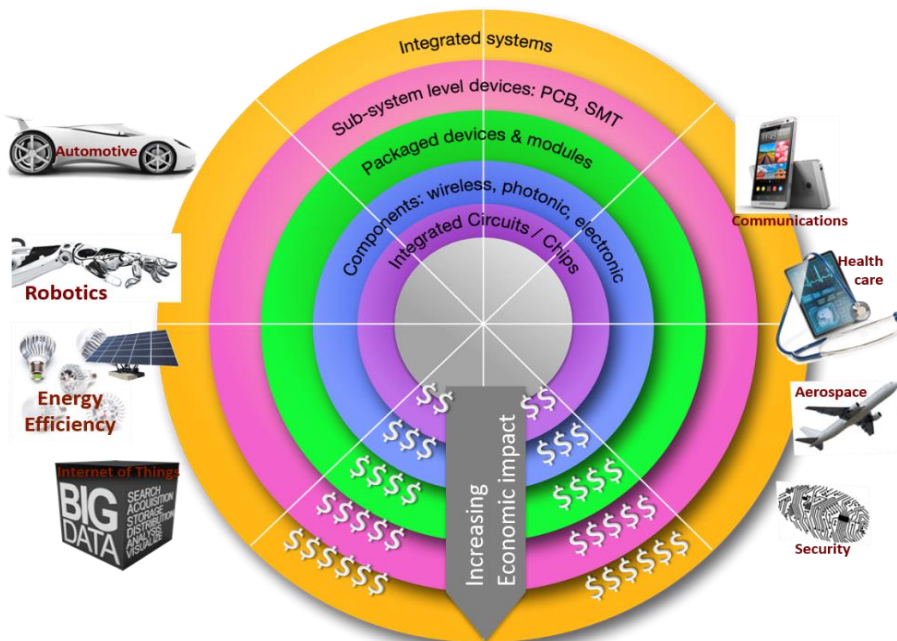 Integrated systems
Sub-system level devices: PCB, SMT
Packaged devices & modules
Components: wireless, photonic, electronic
Integrated Circuits / Chips
Automotive
Robotics
Energy
Efficiency
Internet of Things
BIG
DATA
SEARCH
ACQUISITION
STORAGE
DISTRIBUTION
ANALYSIS
VISUALIZE
Communications
Health
care
Aerospace
Security
$$
$$
$$$
$$$
$$$$
$$$$
$$$$$
$$$$$
$$$$$$
$$$$$$
Increasing
Economic impact